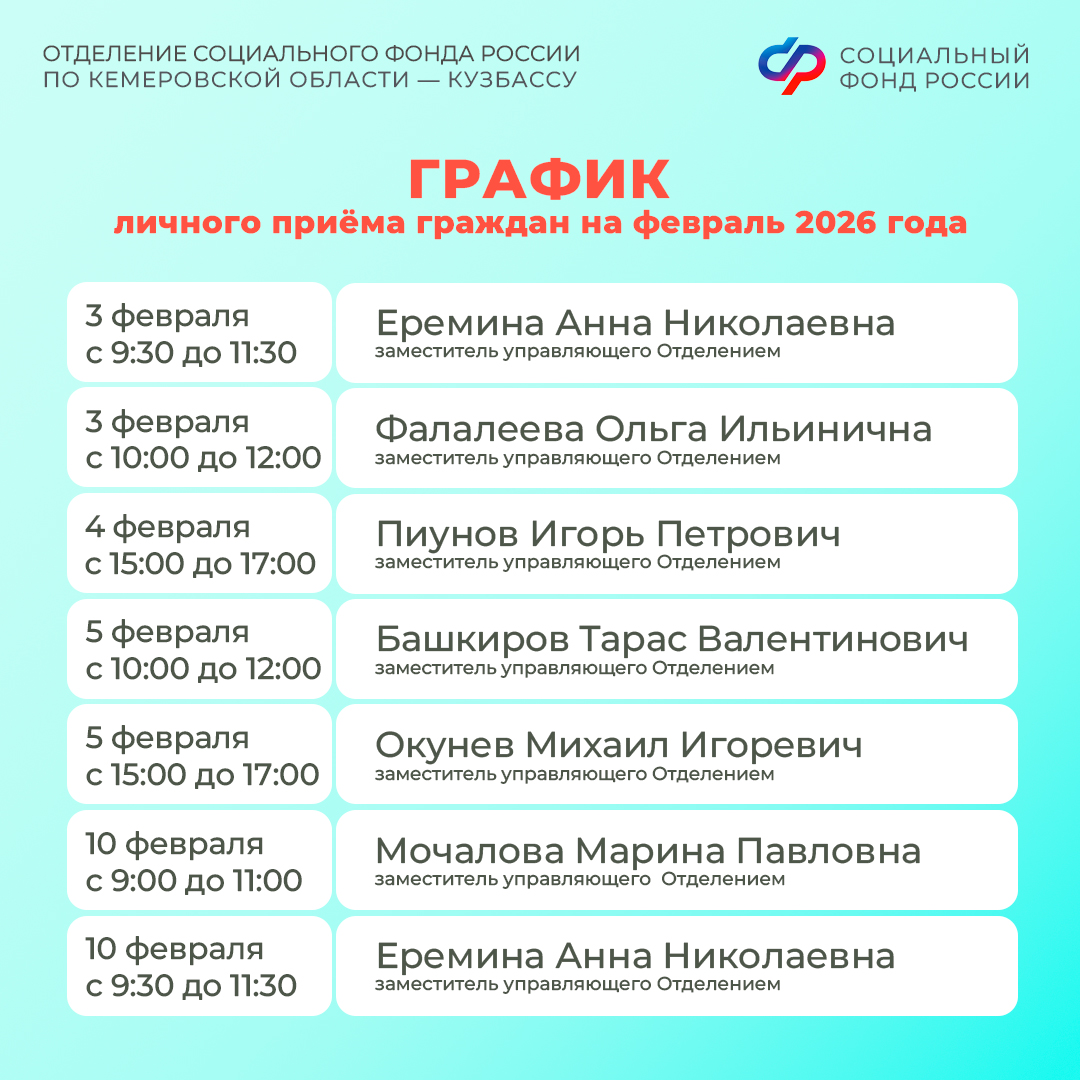 ОТДЕЛЕНИЕ СОЦИАЛЬНОГО ФОНДА РОССИИ
ПО КЕМЕРОВСКОЙ ОБЛАСТИ — КУЗБАССУ
СОЦИАЛЬНЫЙ
ФОНД РОССИИ
ГРАФИК
личного приёма граждан на февраль 2026 года
3 февраля
с 9:30 до 11:30
Еремина Анна Николаевна
заместитель управляющего Отделением
3 февраля
с 10:00 до 12:00
Фалалеева Ольга Ильинична
заместитель управляющего Отделением
4 февраля
с 15:00 до 17:00
Пиунов Игорь Петрович
заместитель управляющего Отделением
5 февраля
с 10:00 до 12:00
Башкиров Тарас Валентинович
заместитель управляющего Отделением
5 февраля
с 15:00 до 17:00
Окунев Михаил Игоревич
заместитель управляющего Отделением
10 февраля
с 9:00 до 11:00
Мочалова Марина Павловна
заместитель управляющего  Отделением
10 февраля
с 9:30 до 11:30
Еремина Анна Николаевна
заместитель управляющего Отделением